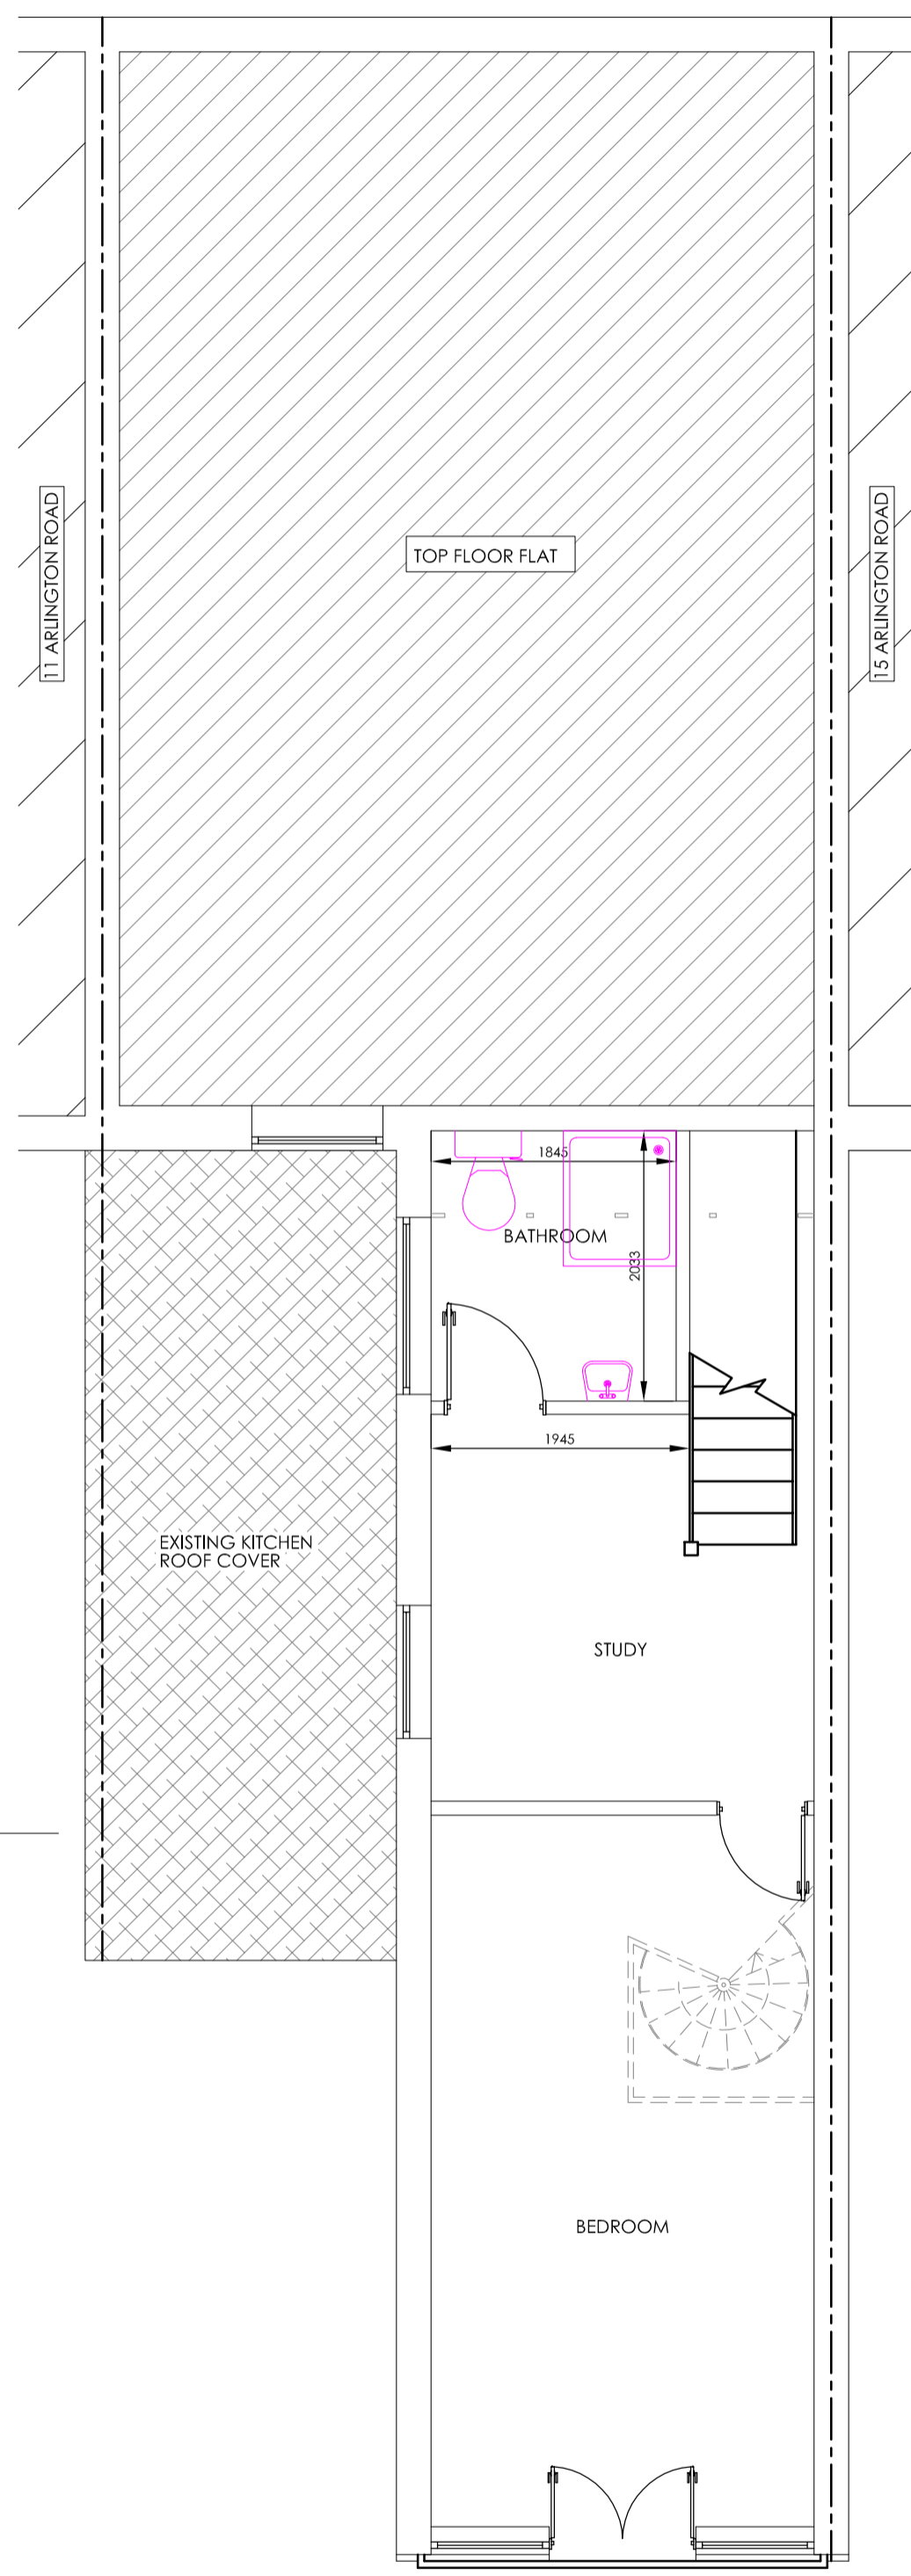 11 ARLINGTON ROAD
TOP FLOOR FLAT
15 ARLINGTON ROAD
1845
BATHROOM
2033
1945
EXISTING KITCHEN
ROOF COVER
STUDY
BEDROOM